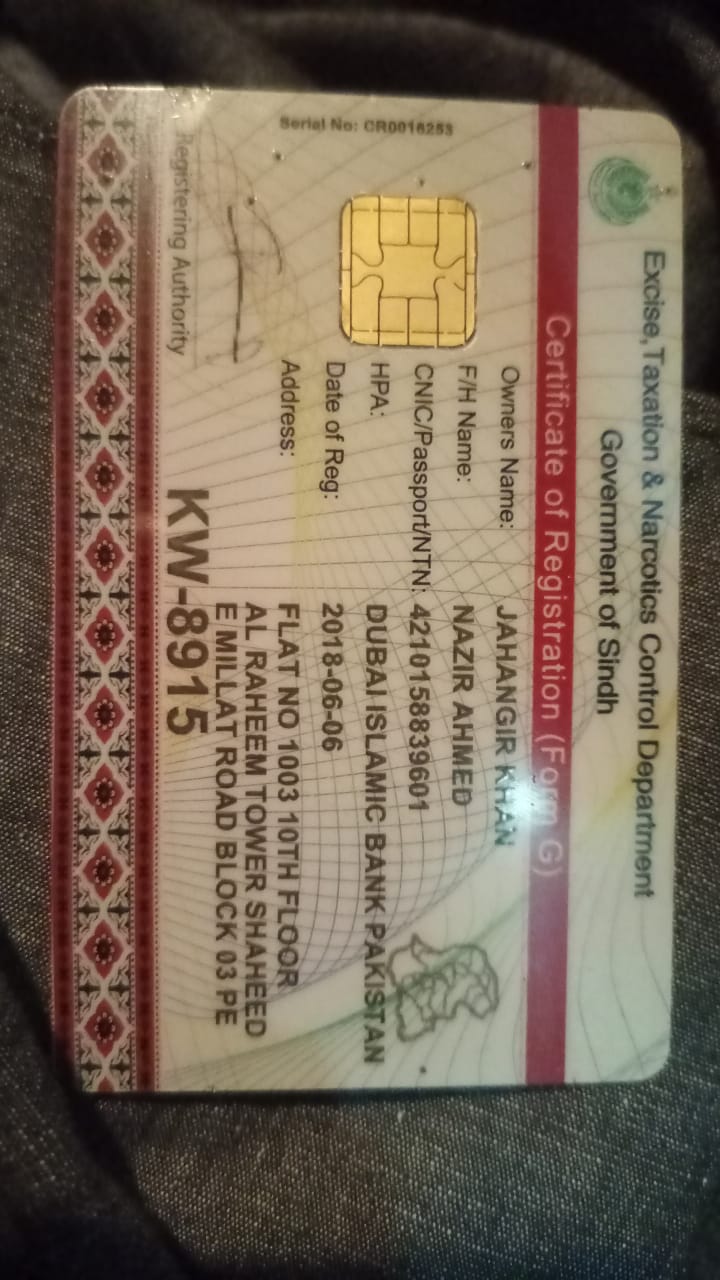 Excise, Taxation & Narcotics Control Department
Government of Sindh
Certificate of Registration (Form G)
Owners Name: JAHANGIR KHAN
F/H Name: NAZIR AHMED
CNIC/Passport/NTN: 4210158839601
HPA: DUBAI ISLAMIC BANK PAKISTAN
Date of Reg: 2018-06-06
Address: FLAT NO 1003 10TH FLOOR
AL RAHEEM TOWER SHAHEED
E MILLAT ROAD BLOCK 03 PE
KW-8915
Serial No: CR0016253
Registering Authority